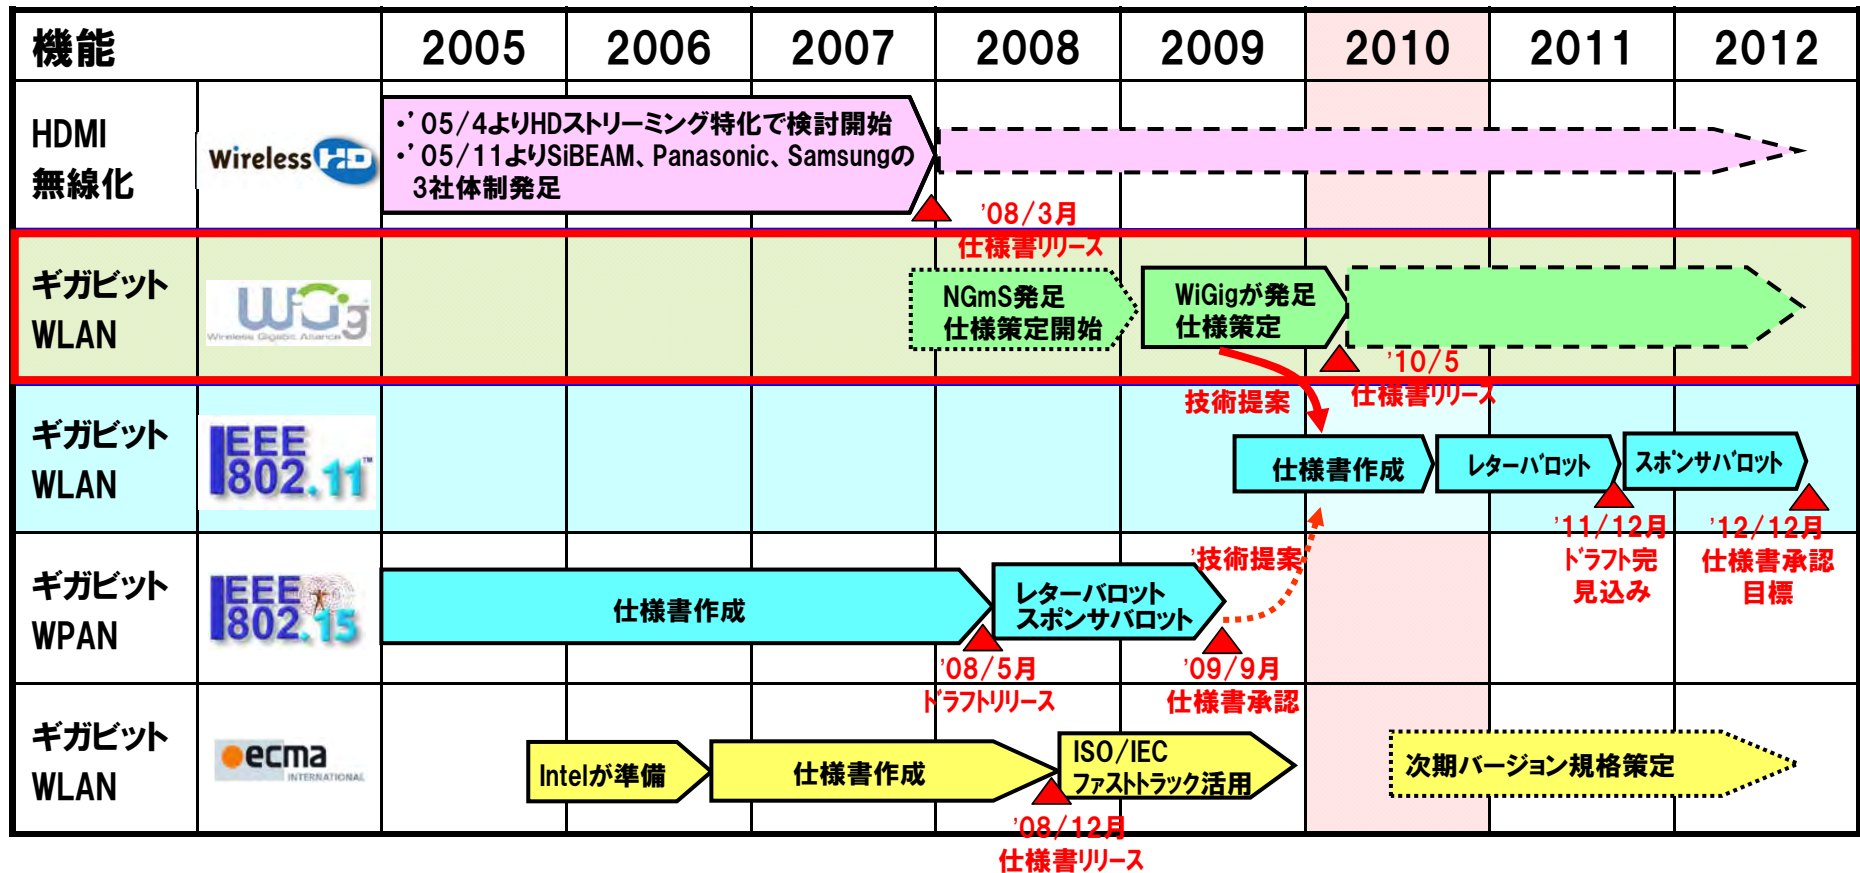 機能
2005
2006
2007
2008
2009
2010
2011
2012
HDMI
無線化
WirelessHD
・'05/4よりHDストリーミング特化で検討開始
・'05/11よりSiBEAM、Panasonic、Samsungの
3社体制発足
'08/3月
仕様書リリース
ギガビット
WLAN
WiGig
Wireless Gigabit Alliance
NGmS発足
仕様策定開始
WiGigが発足
仕様策定
'10/5
仕様書リリース
技術提案
ギガビット
WLAN
IEEE
802.11™
仕様書作成
レターバロット
スポンサバロット
'11/12月
ドラフト完
見込み
'12/12月
仕様書承認
目標
ギガビット
WPAN
IEEE
802.15
仕様書作成
レターバロット
スポンサバロット
'技術提案
'08/5月
ドラフトリリース
'09/9月
仕様書承認
ギガビット
WLAN
ecma
INTERNATIONAL
Intelが準備
仕様書作成
ISO/IEC
ファストトラック活用
次期バージョン規格策定
'08/12月
仕様書リリース